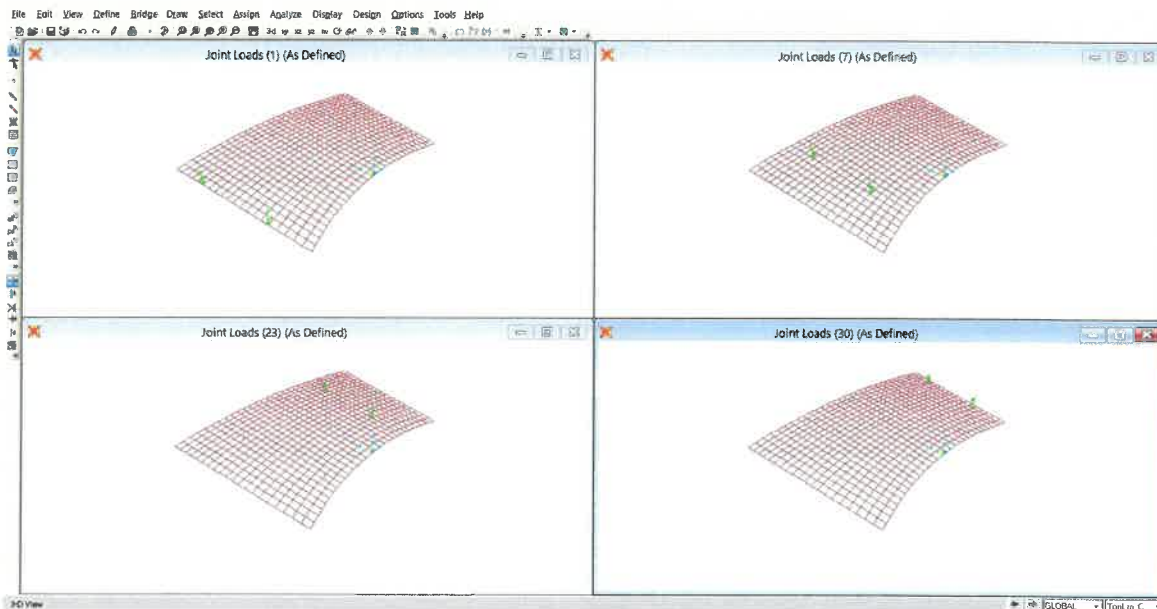 File Edit View Define Bridge Draw Select Assign Analyze Display Design Options Tools Help
Joint Loads (1) (As Defined)
Joint Loads (7) (As Defined)
Joint Loads (23) (As Defined)
Joint Loads (30) (As Defined)
3-D View
GLOBAL